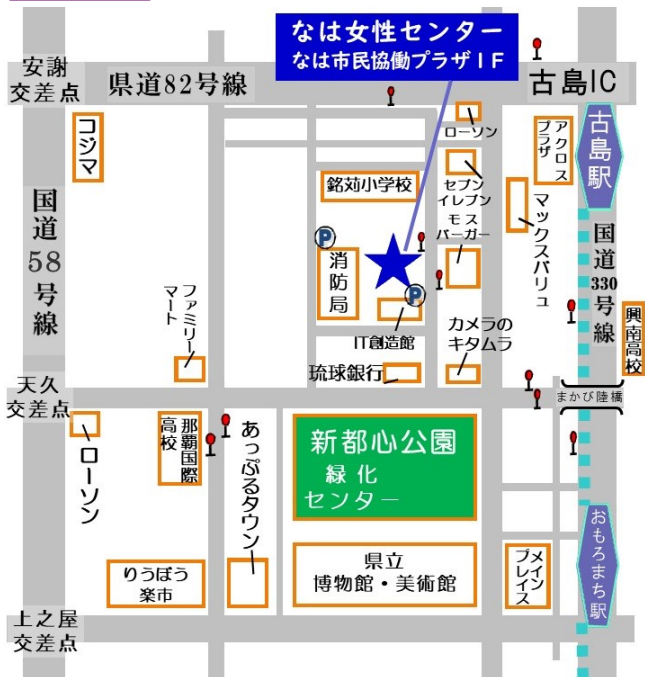 なは女性センター
なは市民協働プラザ1F
安謝
交差点
県道82号線
古島IC
コジマ
ローソン
アクロス
プラザ
古島駅
銘苅小学校
セブン
イレブン
マックスバリュ
国道58号線
モス
バーガー
国道330号線
P
消防局
P
ファミリー
マート
IT創造館
カメラの
キタムラ
興南高校
琉球銀行
天久
交差点
まかび陸橋
ローソン
那覇国際
高校
あっぷるタウン
新都心公園
緑化
センター
おもろまち駅
りうぼう
楽市
県立
博物館・美術館
メイン
プレイス
上之屋
交差点